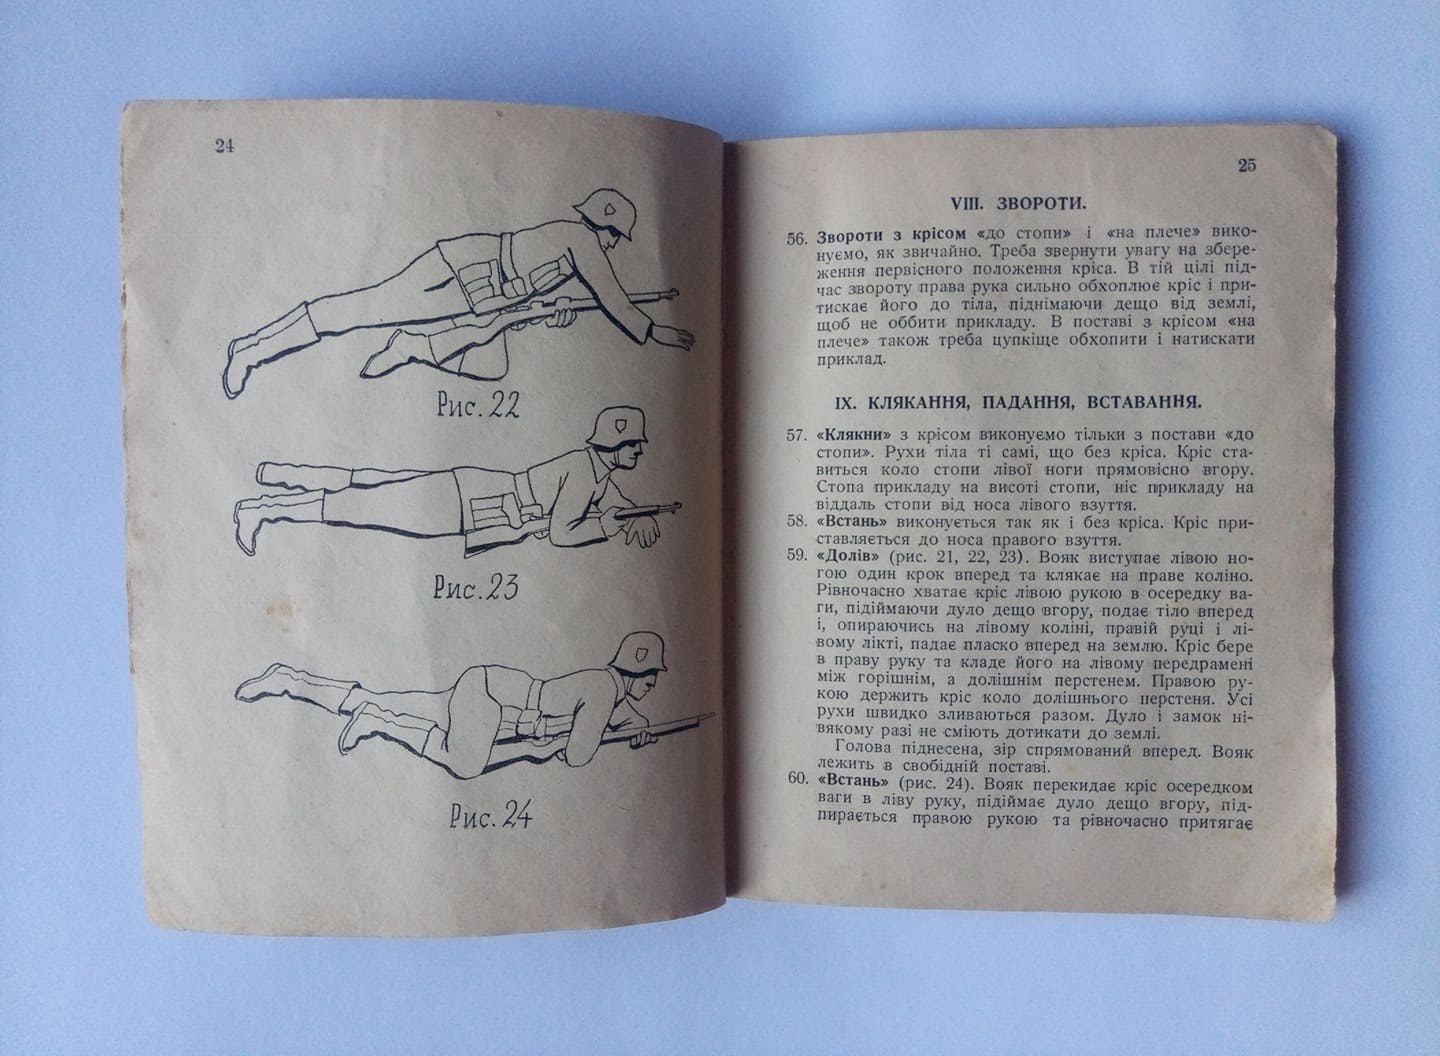 24
Рис. 22
Рис. 23
Рис. 24
25
VIII. ЗВОРОТИ.
56. Звороти з крісом «до стопи» і «на плече» вико-
нуємо, як звичайно. Треба звернути увагу на збере-
ження первісного положення кріса. В тій цілі під-
час звороту права рука сильно обхоплює кріс і при-
тискає його до тіла, піднімаючи дещо від землі,
щоб не оббити прикладу. В поставі з крісом «на
плече» також треба цупкіще обхопити і натискати
приклад.
IX. КЛЯКАННЯ, ПАДАННЯ, ВСТАВАННЯ.
57. «Клякни» з крісом виконуємо тільки з постави «до
стопи». Рухи тіла ті самі, що без кріса. Кріс ста-
виться коло стопи лівої ноги прямовісно вгору.
Стопа прикладу на висоті стопи, ніс прикладу на
віддаль стопи від носа лівого взуття.
58. «Встань» виконується так як і без кріса. Кріс при-
ставляється до носа правого взуття.
59. «Долів» (рис. 21, 22, 23). Вояк виступає лівою но-
гою один крок вперед та клякає на праве коліно.
Рівночасно хватає кріс лівою рукою в осередку ва-
ги, підіймаючи дуло дещо вгору, подає тіло вперед
і, опираючись на лівому коліні, правій руці і лі-
вому лікті, падає пласко вперед на землю. Кріс бере
в праву руку та кладе його на лівому передрамені
між горішнім, а долішнім перстенем. Правою ру-
кою держить кріс коло долішнього перстеня. Усі
рухи швидко зливаються разом. Дуло і замок ні-
вякому разі не сміють дотикати до землі.
Голова піднесена, зір спрямований вперед. Вояк
лежить в свобідній поставі.
60. «Встань» (рис. 24). Вояк перекидає кріс осередком
ваги в ліву руку, підіймає дуло дещо вгору, під-
пирається правою рукою та рівночасно притягає